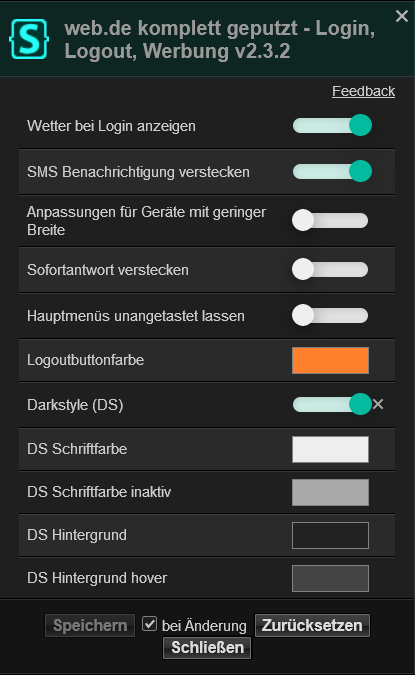 web.de komplett geputzt - Login,
Logout, Werbung v2.3.2
Feedback
Wetter bei Login anzeigen
SMS Benachrichtigung verstecken
Anpassungen für Geräte mit geringer
Breite
Sofortantwort verstecken
Hauptmenüs unangetastet lassen
Logoutbuttonfarbe
Darkstyle (DS)
DS Schriftfarbe
DS Schriftfarbe inaktiv
DS Hintergrund
DS Hintergrund hover
Speichern bei Änderung Zurücksetzen
Schließen